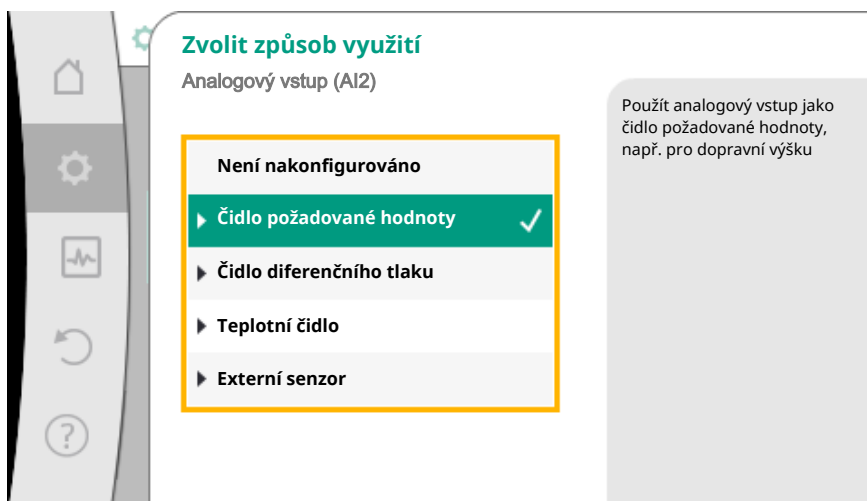 Zvolit způsob využití
Analogový vstup (AI2)
Není nakonfigurováno
Čidlo požadované hodnoty
Čidlo diferenčního tlaku
Teplotní čidlo
Externí senzor
Použít analogový vstup jako
čidlo požadované hodnoty,
např. pro dopravní výšku
?